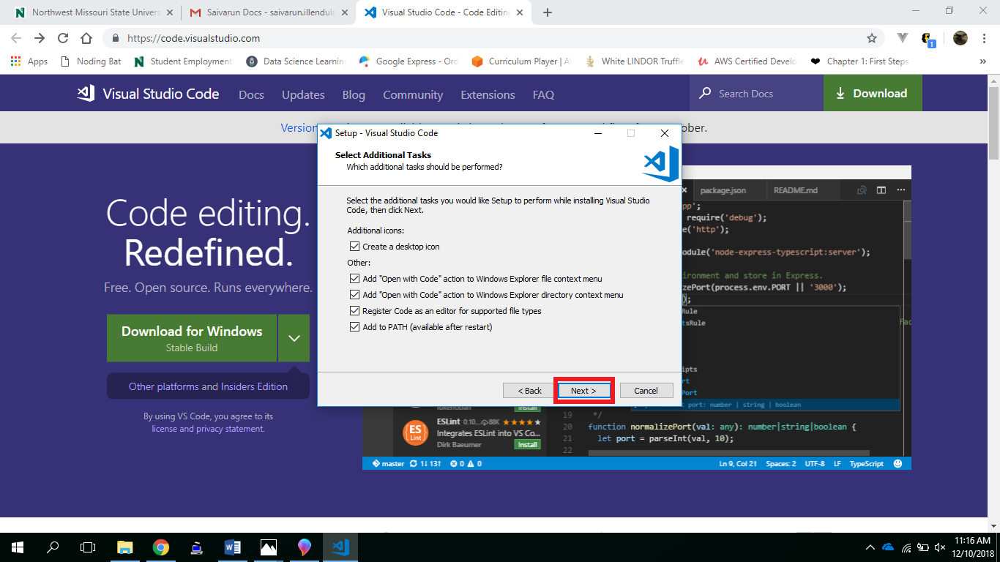 Northwest Missouri State Univers
Saivarun Docs - saivarun.illendula
Visual Studio Code - Code Editing
https://code.visualstudio.com
1
Apps
Noding Bat
Student Employment
Data Science Learning
Google Express - Ord
Curriculum Player | A
White LINDOR Truffle
AWS Certified Develo
Chapter 1: First Steps
Visual Studio Code
Docs
Updates
Blog
Community
Extensions
FAQ
Search Docs
Download
Version
ober.
Code editing.
Redefined.
Free. Open source. Runs everywhere.
Download for Windows
Stable Build
Other platforms and Insiders Edition
By using VS Code, you agree to its
license and privacy statement.
Setup - Visual Studio Code
Select Additional Tasks
Which additional tasks should be performed?
Select the additional tasks you would like Setup to perform while installing Visual Studio
Code, then click Next.
Additional icons:
Create a desktop icon
Other:
Add "Open with Code" action to Windows Explorer file context menu
Add "Open with Code" action to Windows Explorer directory context menu
Register Code as an editor for supported file types
Add to PATH (available after restart)
< Back
Next >
Cancel
package.json
README.md
pp';
require('debug');
e('http');
odule('node-express-typescript:server');
ironment and store in Express.
zePort(process.env.PORT || '3000');
);
Rule
tsRule
ripts
rt
Port
t port: number | string | boolean
19 */
20 function normalizePort(val: any): number|string|boolean {
21 let port = parseInt(val, 10);
22
Install
ESLint 0.10... 88K
Integrates ESLint into VS Co...
Dirk Baeumer
Install
ES
Lint
master
1↓ 13↑
0
0
Ln 9, Col 21
Spaces: 2
UTF-8
LF
TypeScript
11:16 AM
12/10/2018